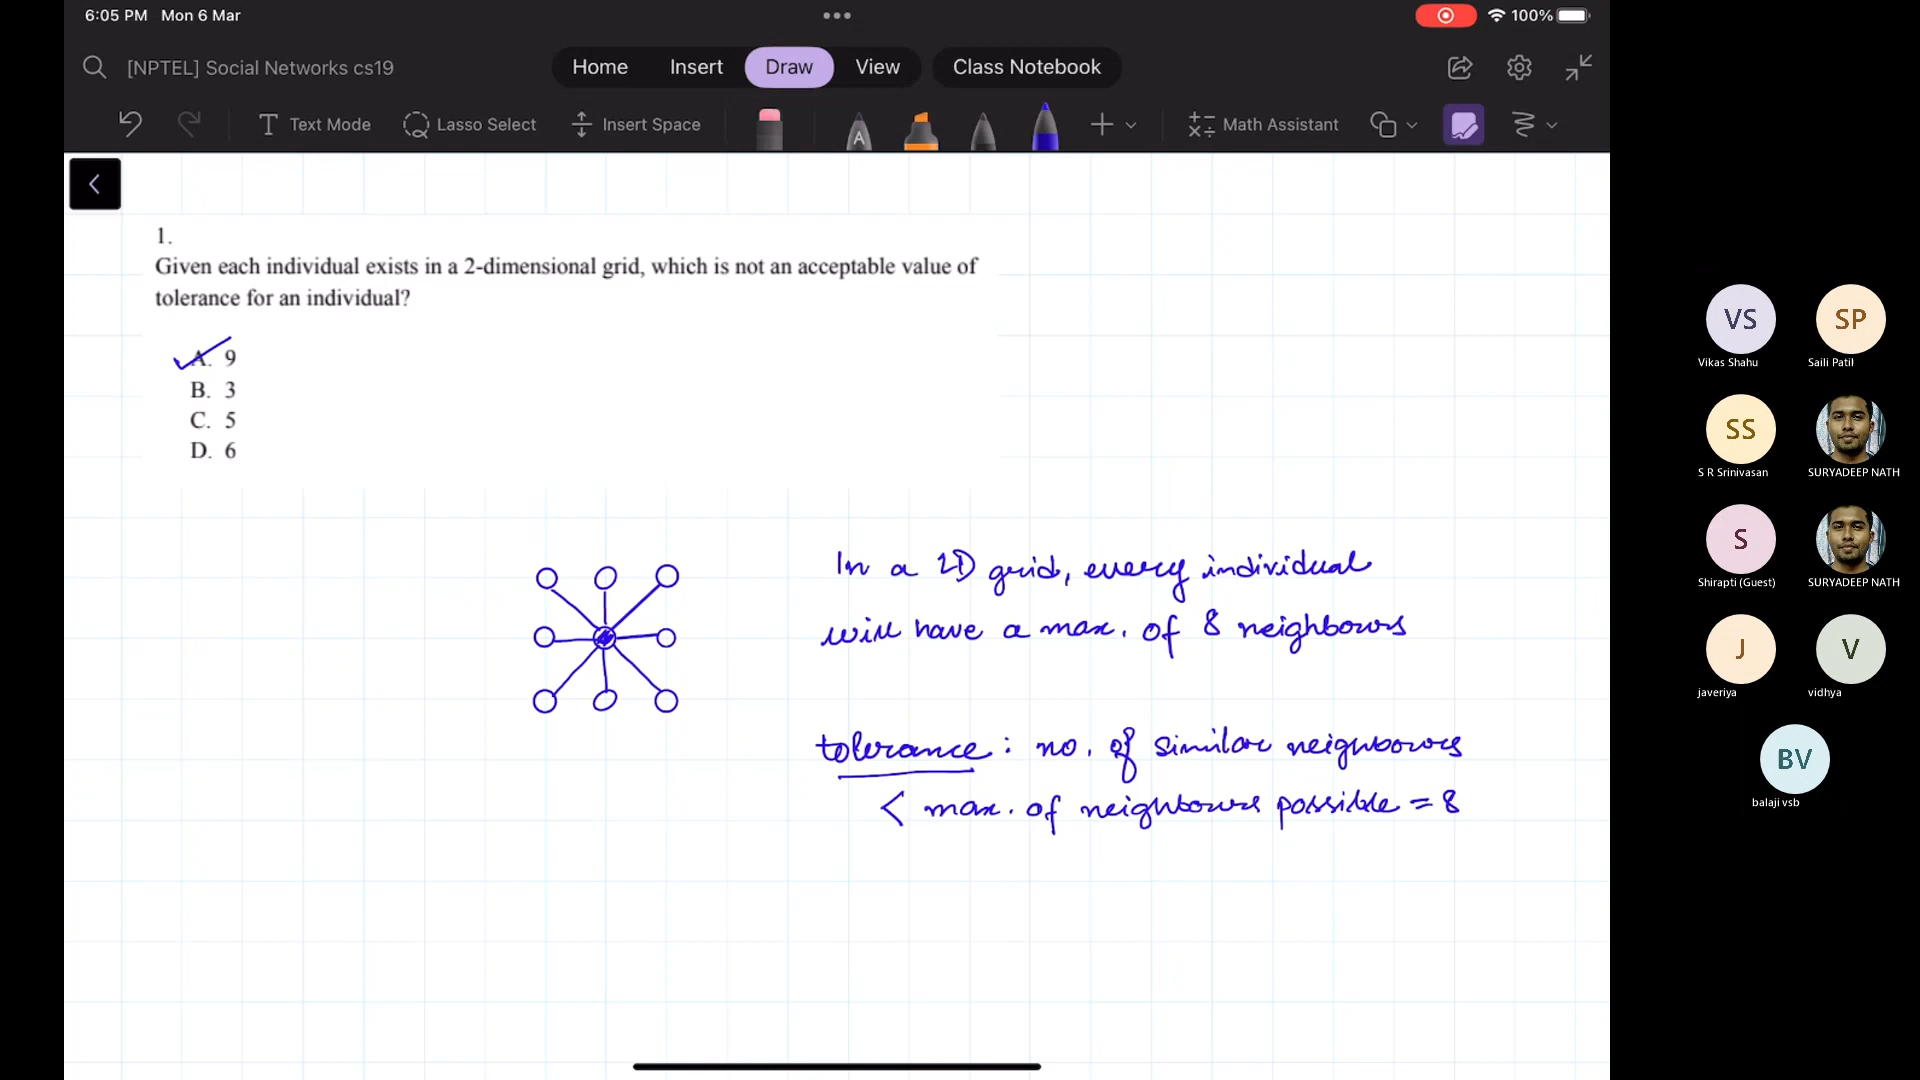 6:05 PM Mon 6 Mar
100%
[NPTEL] Social Networks cs19
Home Insert Draw View Class Notebook
Text Mode Lasso Select Insert Space A Math Assistant
1.
Given each individual exists in a 2-dimensional grid, which is not an acceptable value of
tolerance for an individual?
A. 9
B. 3
C. 5
D. 6
In a 2D grid, every individual
will have a max. of 8 neighbours
tolerance : no. of similar neighbours
< max. of neighbours possible = 8
VS SP
Vikas Shahu Saili Patil
SS
S R Srinivasan SURYADEEP NATH
S
Shirapti (Guest) SURYADEEP NATH
J V
javeriya vidhya
BV
balaji vsb